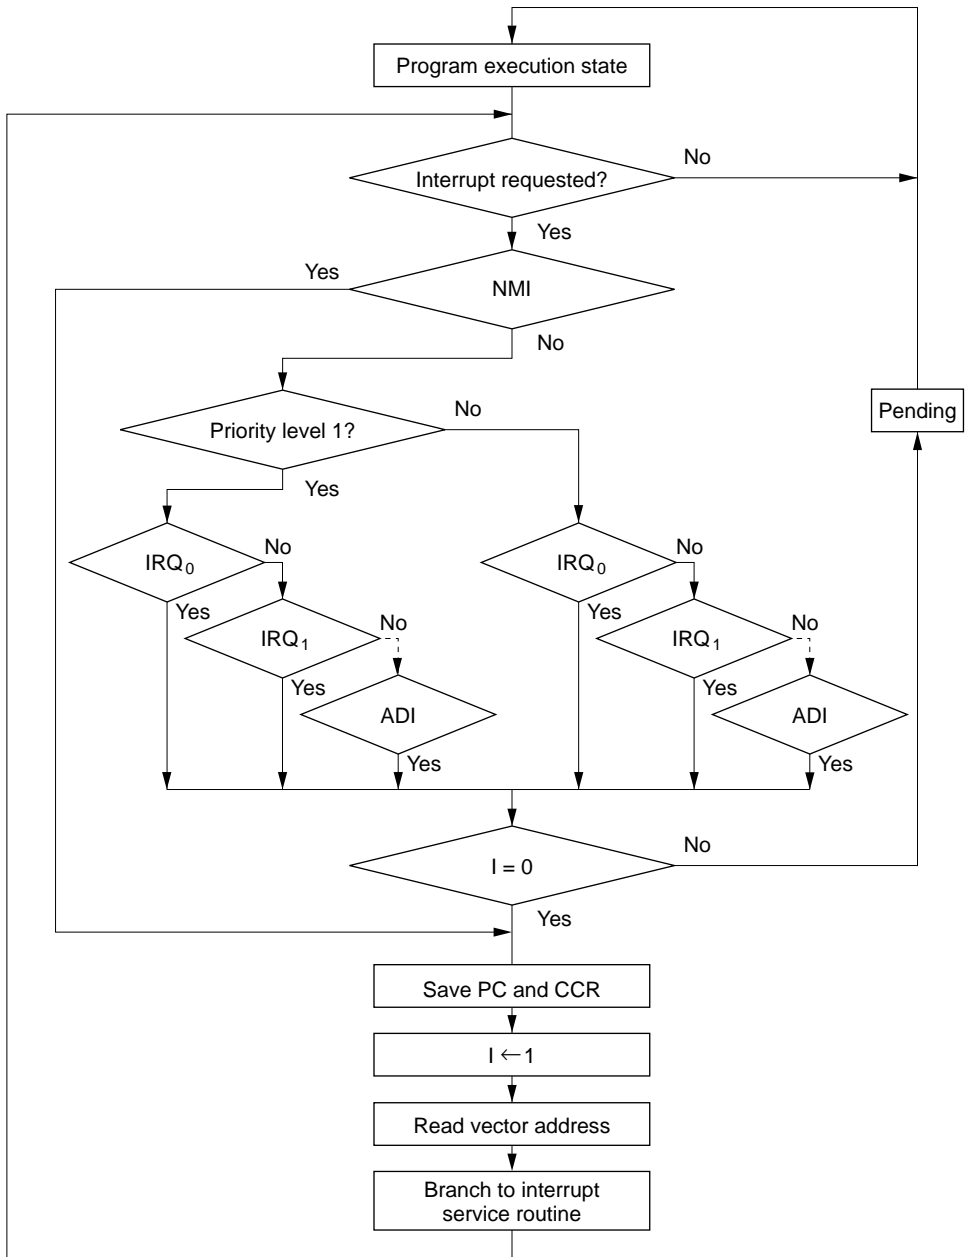 Program execution state
Interrupt requested?
No
Yes
Yes
NMI
No
Priority level 1?
No
Pending
Yes
IRQ0
No
IRQ0
No
Yes
IRQ1
No
Yes
IRQ1
No
Yes
ADI
Yes
ADI
Yes
Yes
I = 0
No
Yes
Save PC and CCR
I ←1
Read vector address
Branch to interrupt
service routine